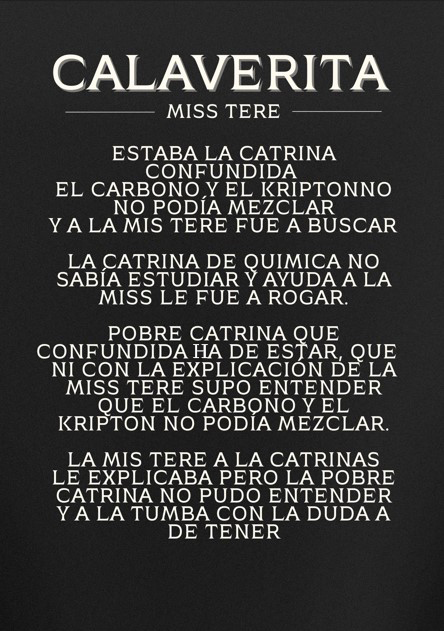 CALAVERITA
MISS TERE
ESTABA LA CATRINA
CONFUNDIDA
EL CARBONO Y EL KRIPTONNO
NO PODÍA MEZCLAR
Y A LA MIS TERE FUE A BUSCAR
LA CATRINA DE QUIMICA NO
SABÍA ESTUDIAR Y AYUDA A LA
MISS LE FUE A ROGAR.
POBRE CATRINA QUE
CONFUNDIDA HA DE ESTAR, QUE
NI CON LA EXPLICACIÓN DE LA
MISS TERE SUPO ENTENDER
QUE EL CARBONO Y EL
KRIPTON NO PODÍA MEZCLAR.
LA MIS TERE A LA CATRINAS
LE EXPLICABA PERO LA POBRE
CATRINA NO PUDO ENTENDER
Y A LA TUMBA CON LA DUDA A
DE TENER